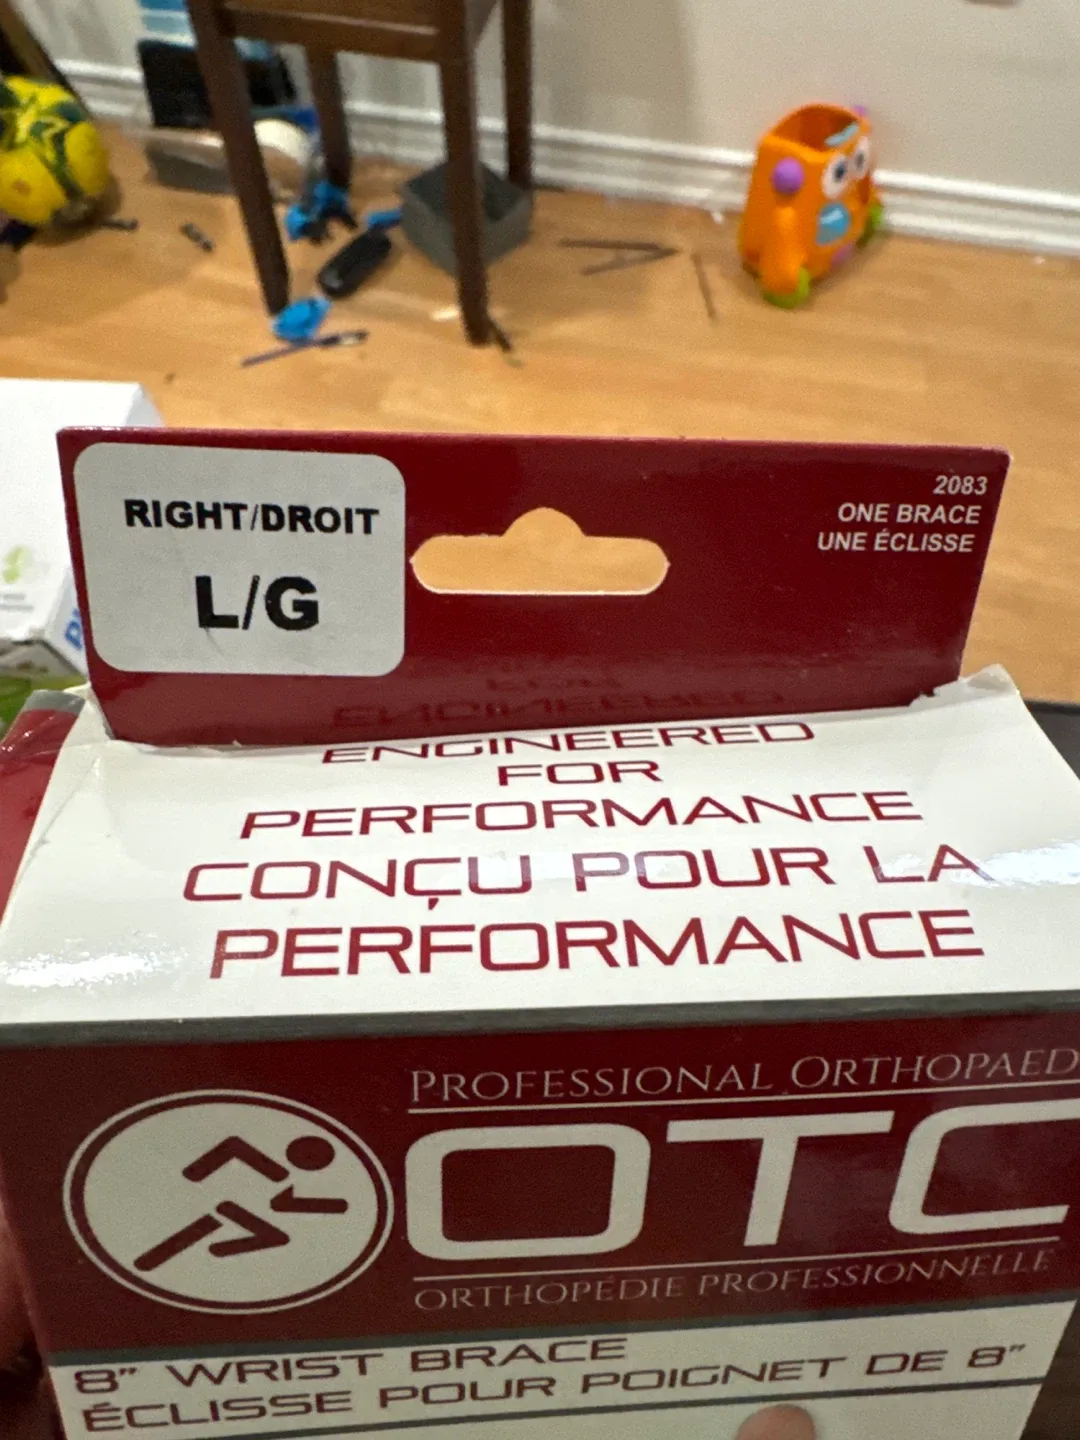 RIGHT/DROIT
L/G
2083
ONE BRACE
UNE ÉCLISSE
ENGINEERED
FOR
PERFORMANCE
CONÇU POUR LA
PERFORMANCE
PROFESSIONAL ORTHOPAED
OTC
ORTHOPÉDIE PROFESSIONNELLE
8" WRIST BRACE
ÉCLISSE POUR POIGNET DE 8"